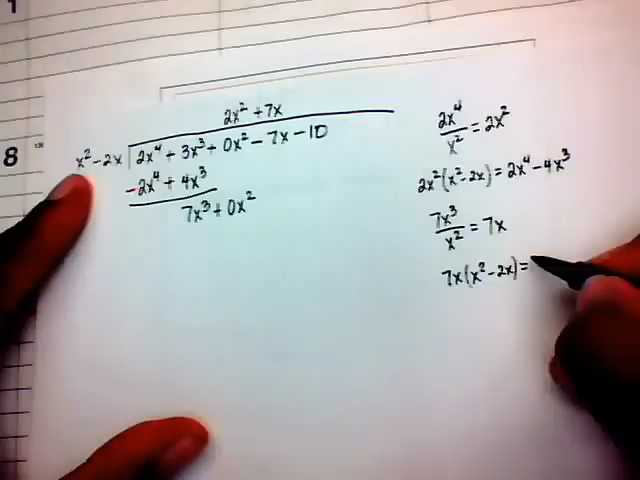 1
8
2x² + 7x
x² - 2x 2x⁴ + 3x³ + 0x² - 7x - 10
- 2x⁴ + 4x³
7x³ + 0x²
2x⁴/x² = 2x²
2x²(x² - 2x) = 2x⁴ - 4x³
7x³/x² = 7x
7x(x² - 2x) =